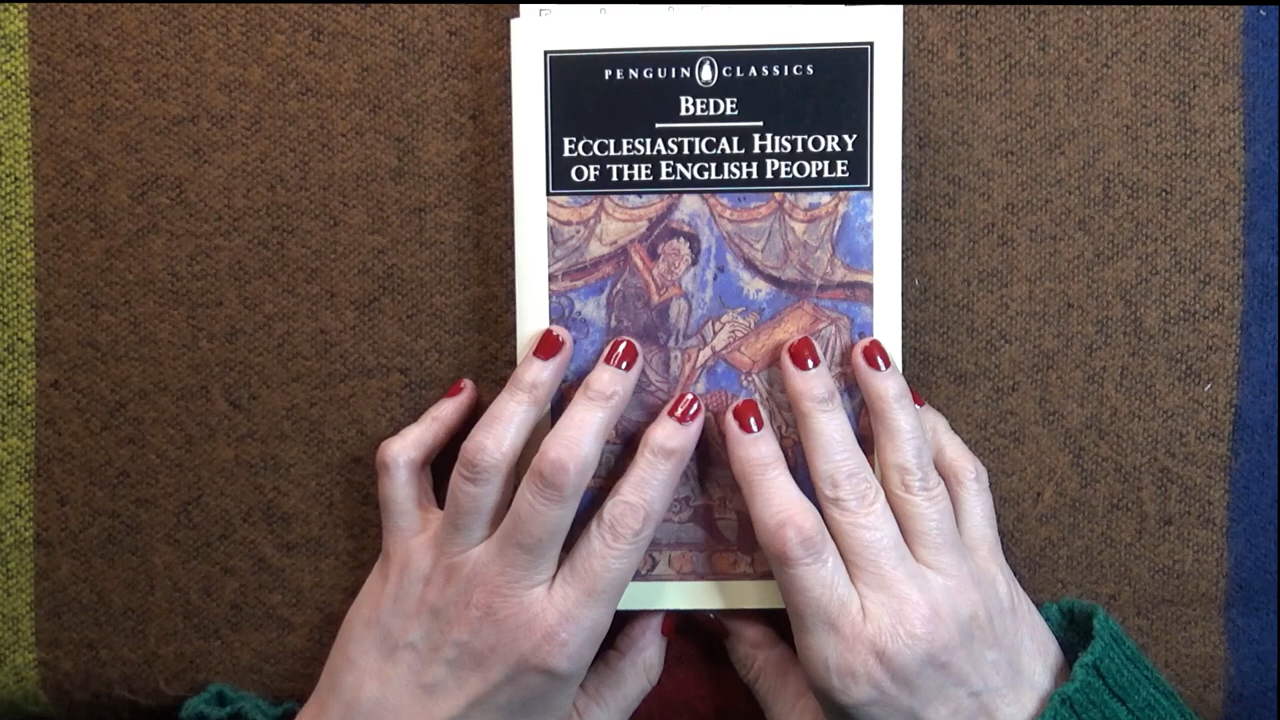 PENGUIN CLASSICS
BEDE
ECCLESIASTICAL HISTORY
OF THE ENGLISH PEOPLE